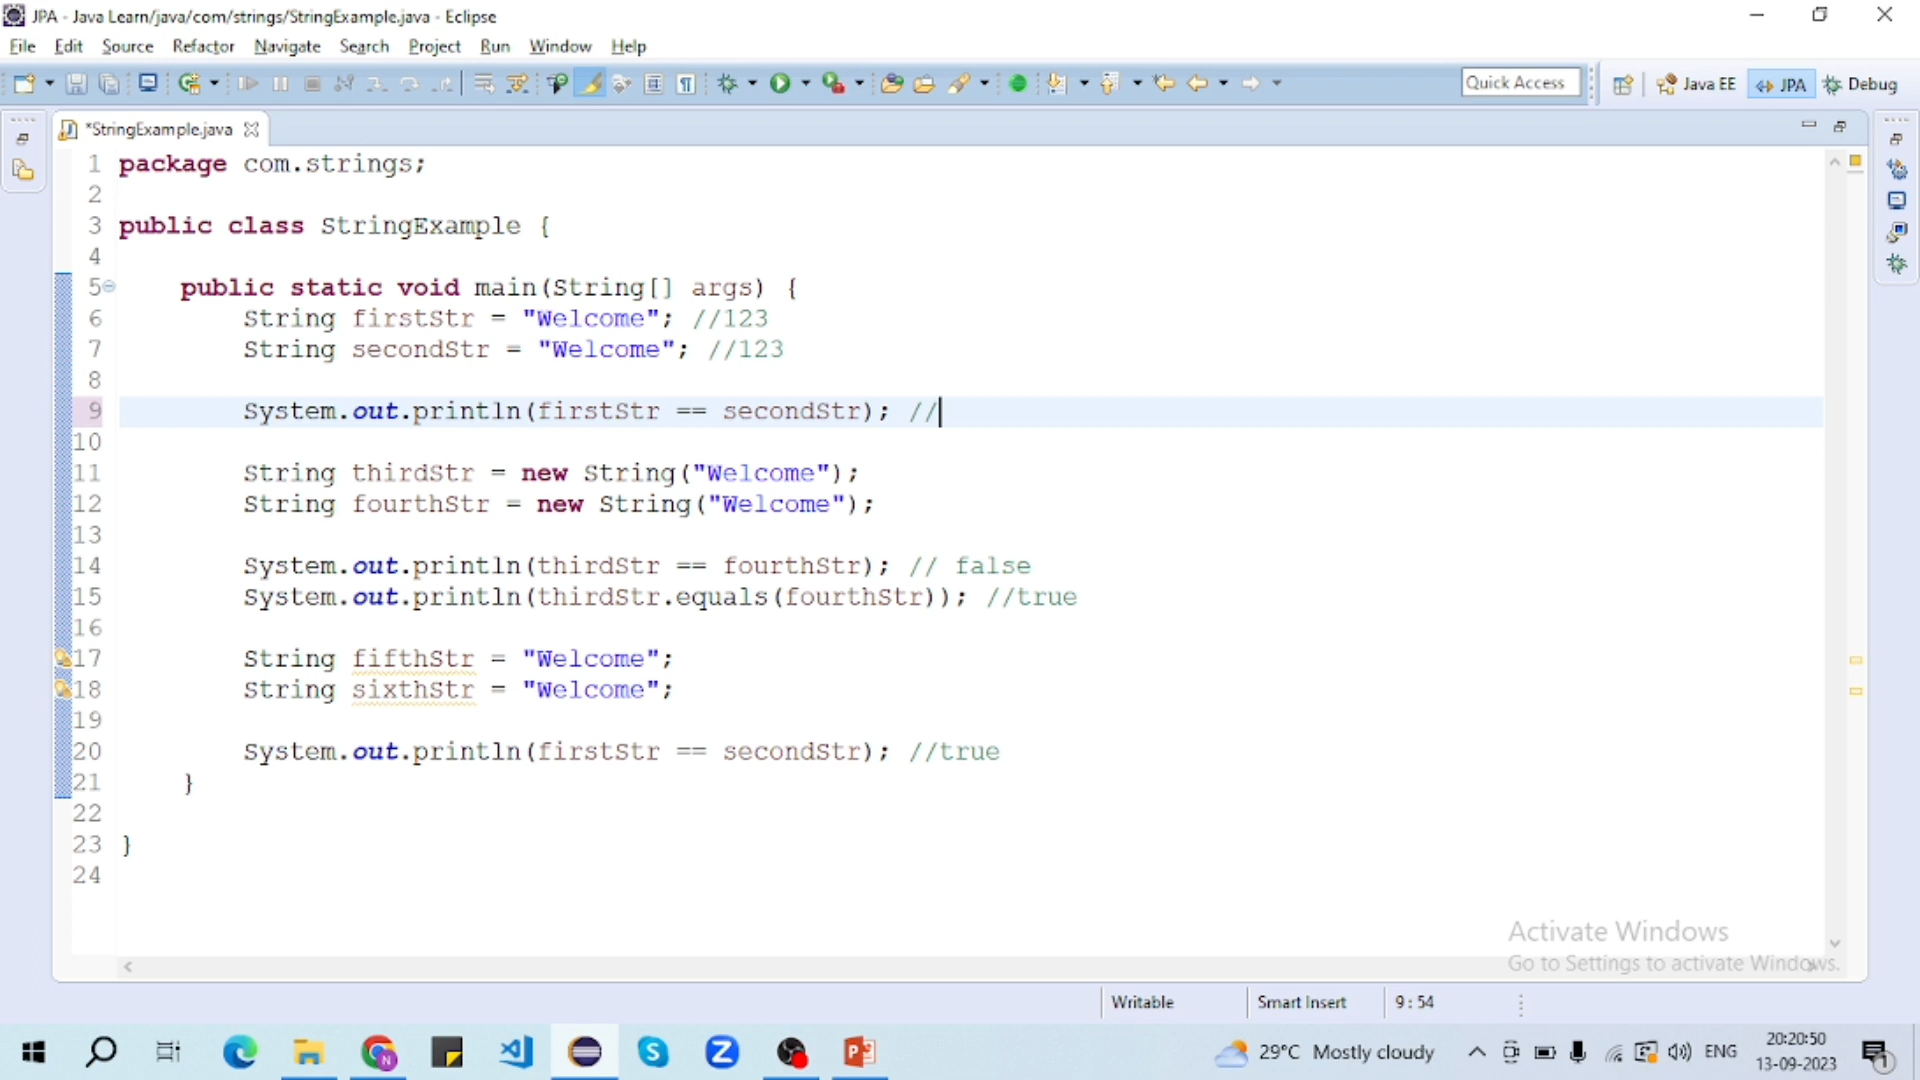 JPA - Java Learn/java/com/strings/StringExample.java - Eclipse
File Edit Source Refactor Navigate Search Project Run Window Help
Quick Access Java EE JPA Debug
*StringExample.java
1 package com.strings;
2
3 public class StringExample {
4
5 public static void main(String[] args) {
6 String firstStr = "Welcome"; //123
7 String secondStr = "Welcome"; //123
8
9 System.out.println(firstStr == secondStr); //
10
11 String thirdStr = new String("Welcome");
12 String fourthStr = new String("Welcome");
13
14 System.out.println(thirdStr == fourthStr); // false
15 System.out.println(thirdStr.equals(fourthStr)); //true
16
17 String fifthStr = "Welcome";
18 String sixthStr = "Welcome";
19
20 System.out.println(firstStr == secondStr); //true
21 }
22
23 }
24
Activate Windows
Go to Settings to activate Windows.
Writable Smart Insert 9 : 54
29°C Mostly cloudy ENG 20:20:50
13-09-2023 1